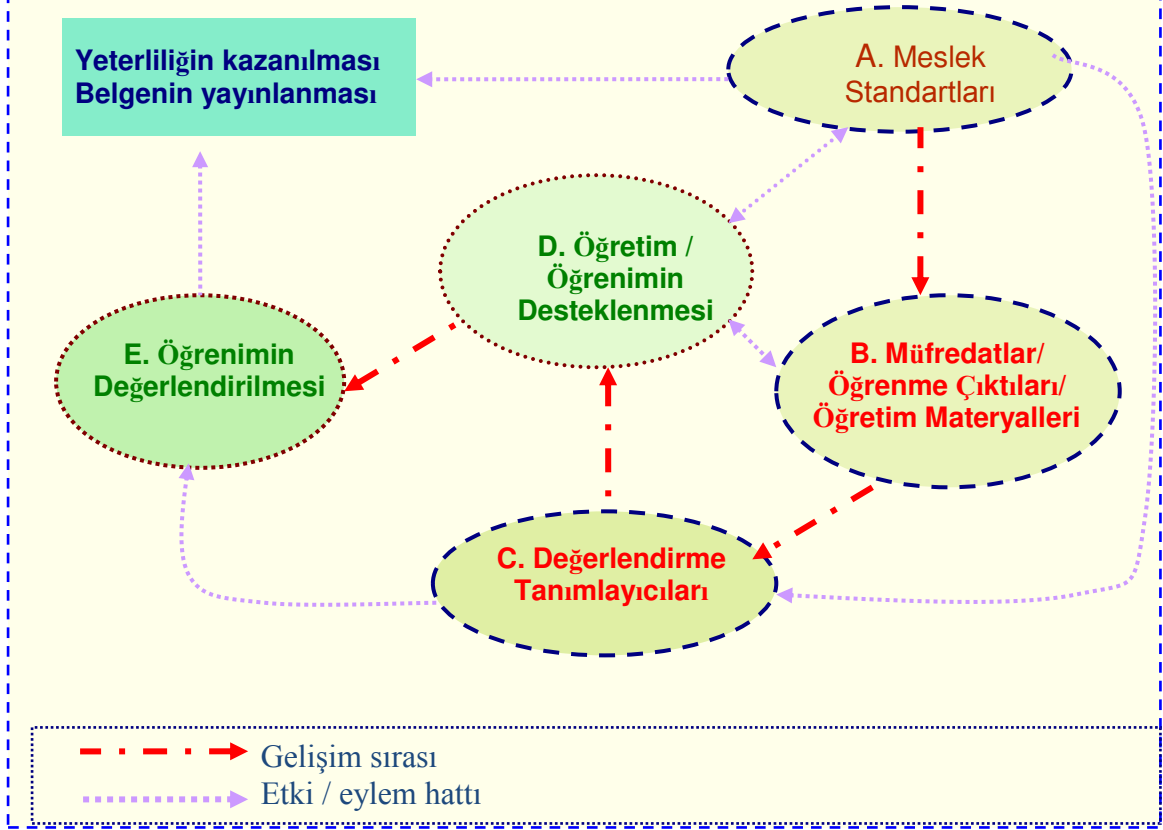 Yeterliliğin kazanılması
Belgenin yayınlanması
A. Meslek
Standartları
D. Öğretim /
Öğrenimin
Desteklenmesi
E. Öğrenimin
Değerlendirilmesi
B. Müfredatlar/
Öğrenme Çıktıları/
Öğretim Materyalleri
C. Değerlendirme
Tanımlayıcıları
Gelişim sırası
Etki / eylem hattı